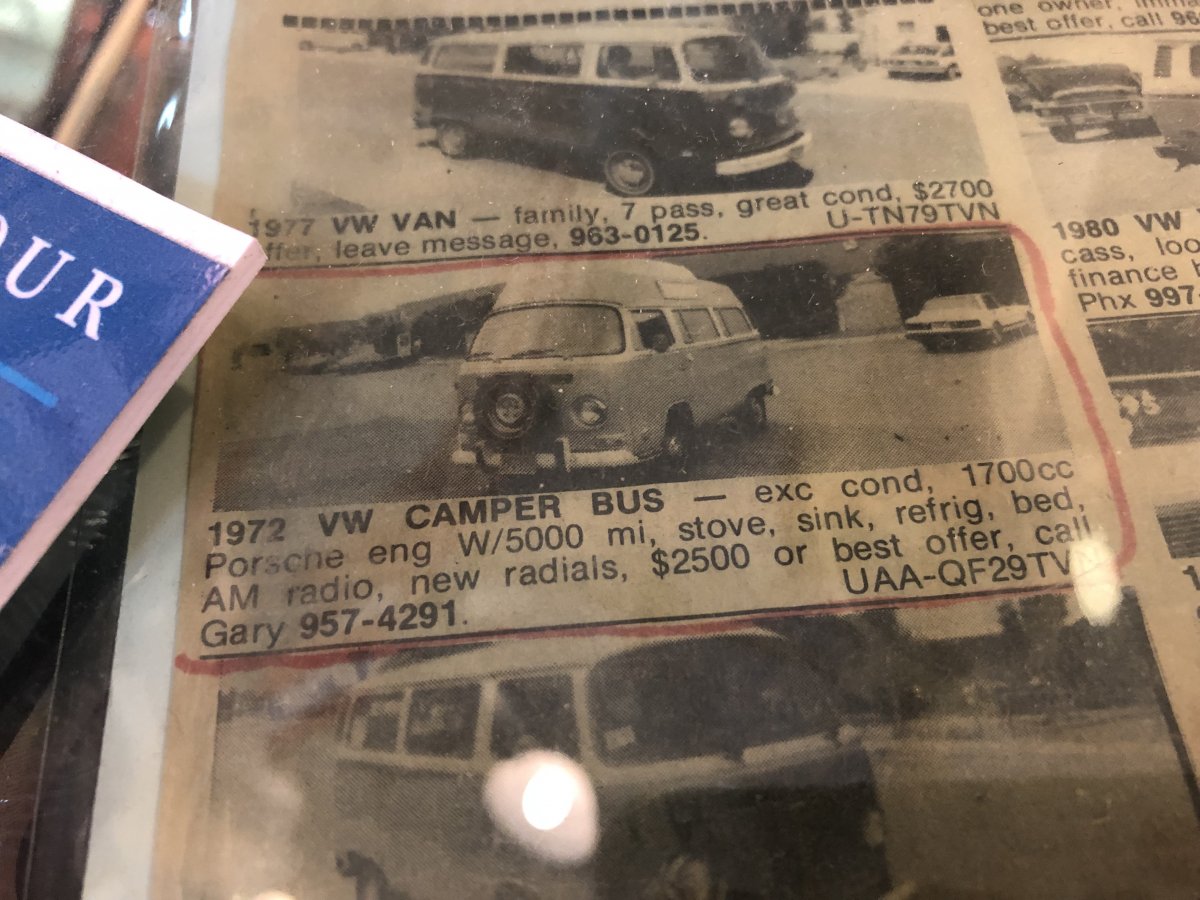 OUR
one owner,
best offer, call 96
1977 VW VAN — family, 7 pass, great cond, $2700
offer, leave message, 963-0125. U-TN79TVN
1972 VW CAMPER BUS — exc cond, 1700cc
Porsche eng W/5000 mi, stove, sink, refrig, bed,
AM radio, new radials, $2500 or best offer, call
Gary 957-4291. UAA-QF29TV
1980 VW
cass, loo
finance b
Phx 997-